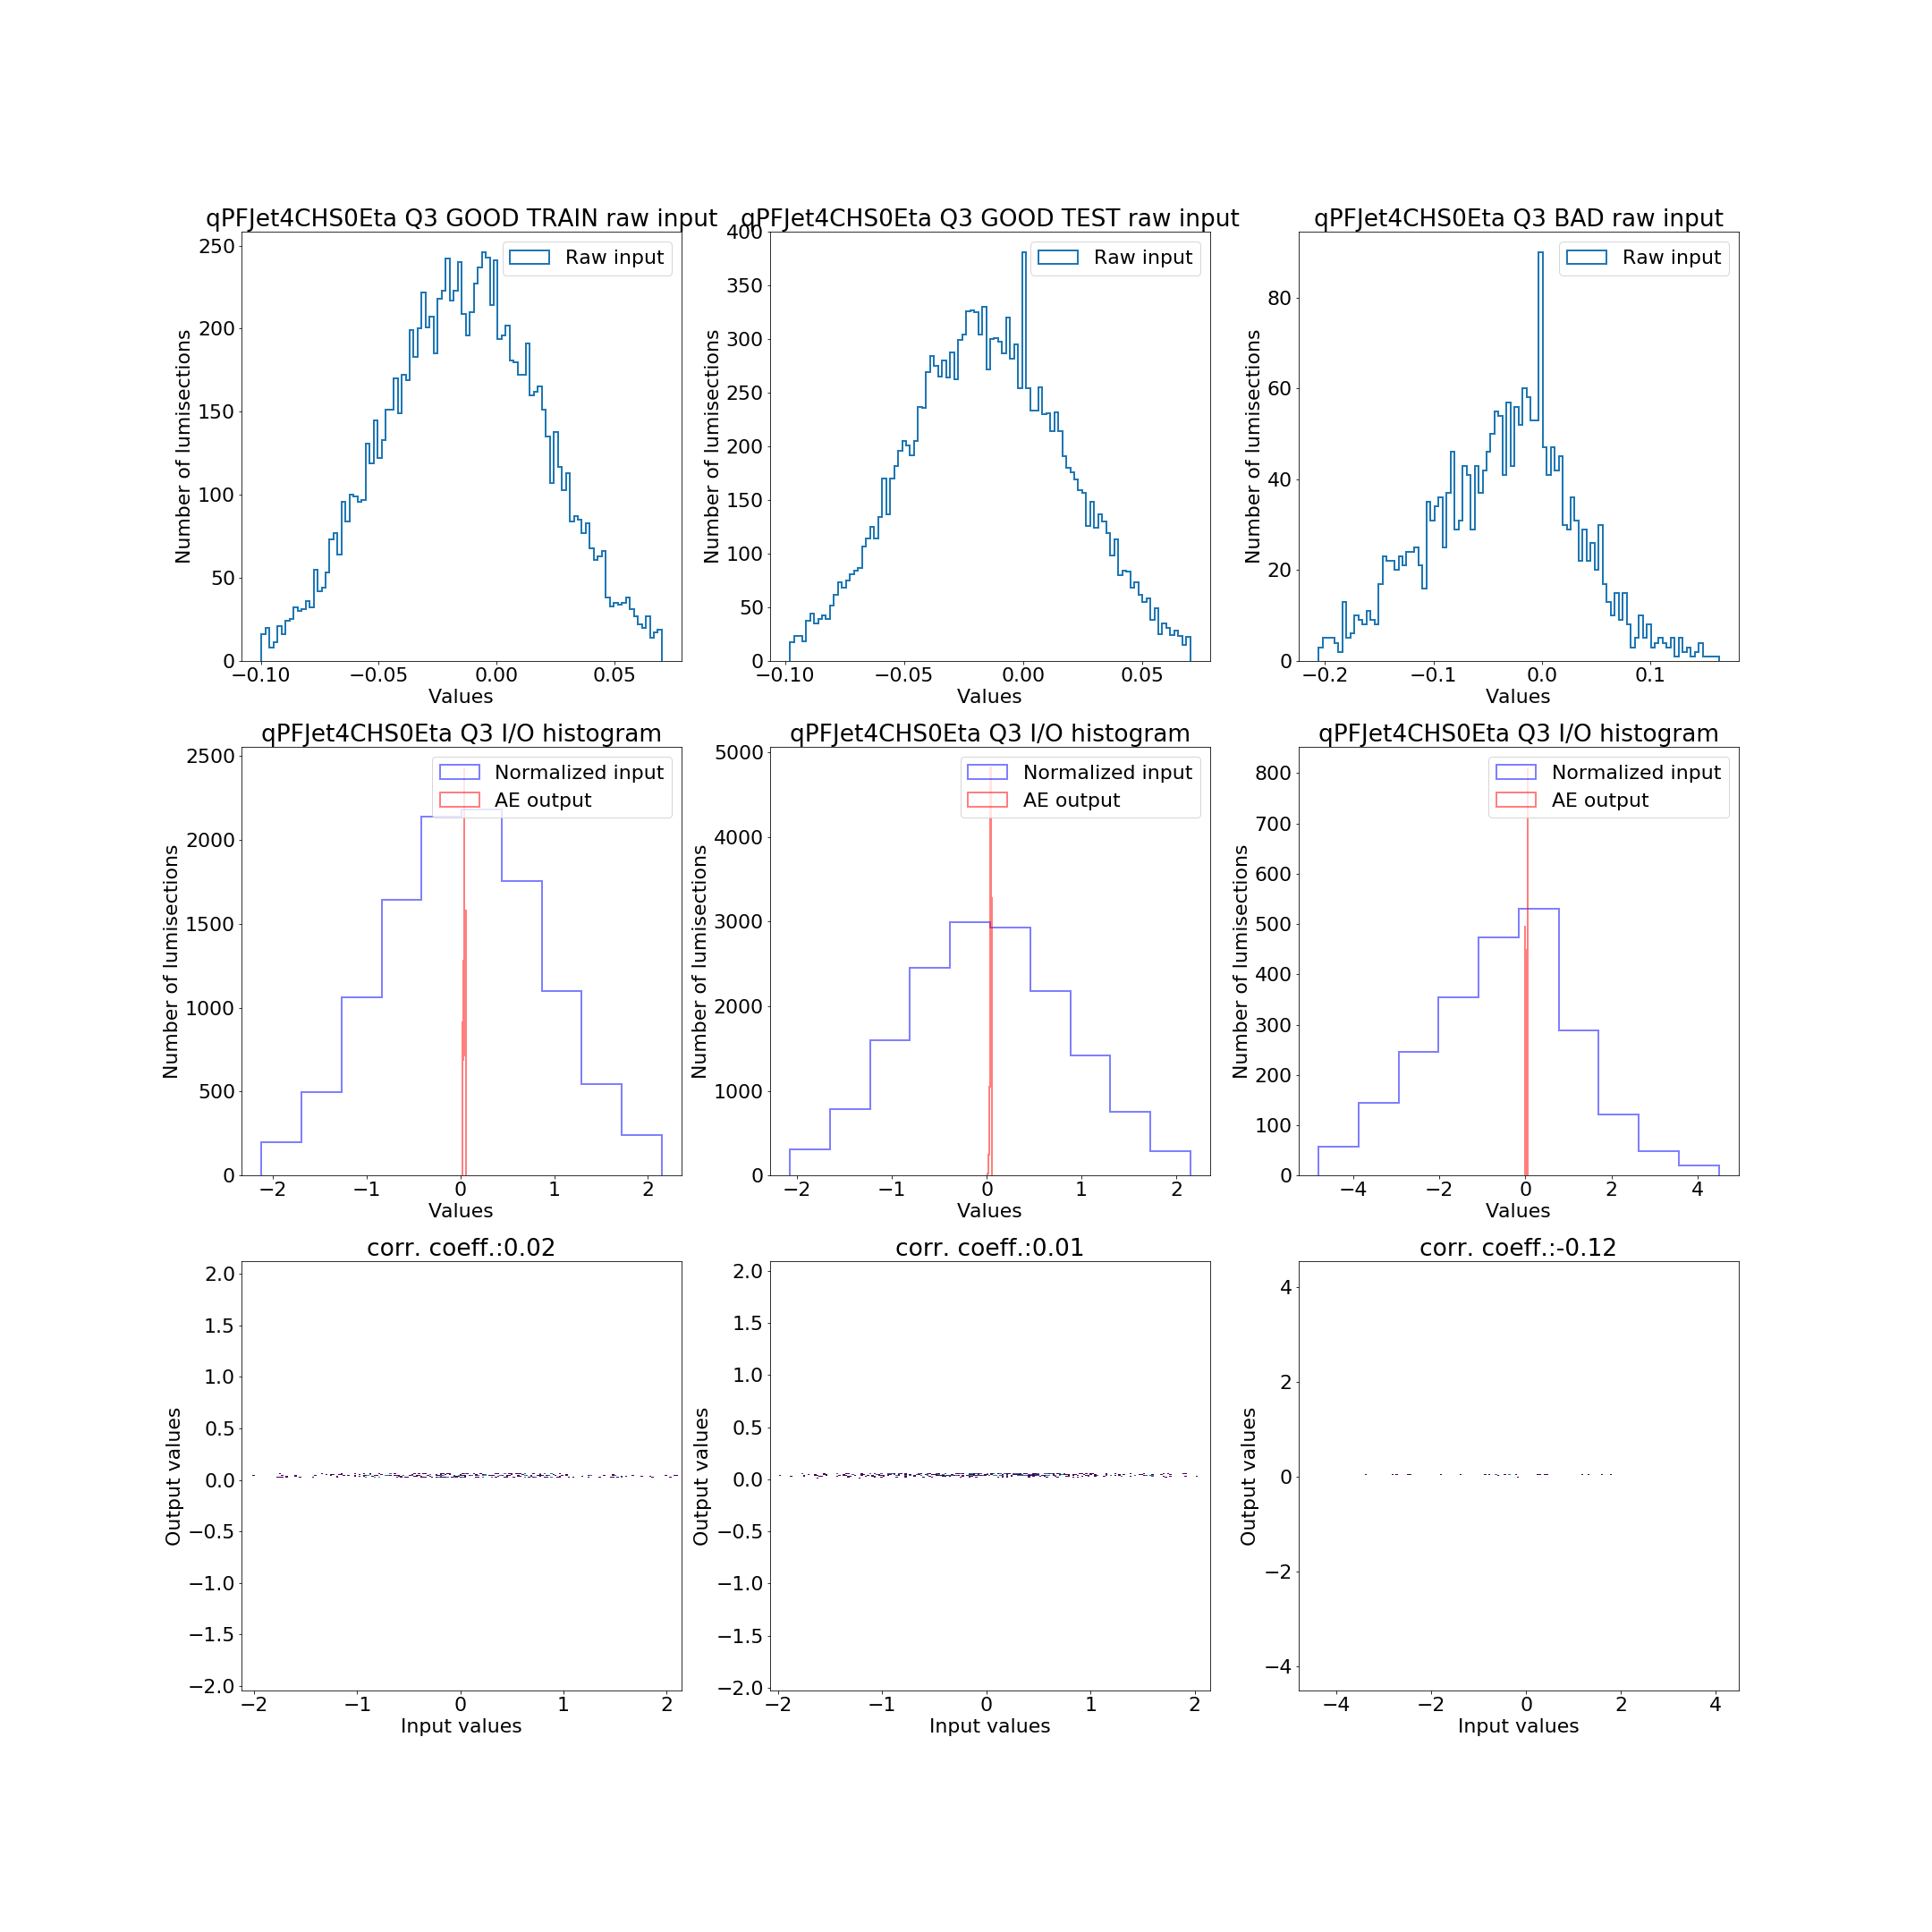 qPFJet4CHS0Eta Q3 GOOD TRAIN raw input
250
200
150
100
50
0
Number of lumisections
Raw input
−0.10 −0.05 0.00 0.05
Values
qPFJet4CHS0Eta Q3 GOOD TEST raw input
400
350
300
250
200
150
100
50
0
Number of lumisections
Raw input
−0.10 −0.05 0.00 0.05
Values
qPFJet4CHS0Eta Q3 BAD raw input
80
60
40
20
0
Number of lumisections
Raw input
−0.2 −0.1 0.0 0.1
Values
qPFJet4CHS0Eta Q3 I/O histogram
2500
2000
1500
1000
500
0
Number of lumisections
Normalized input
AE output
−2 −1 0 1 2
Values
qPFJet4CHS0Eta Q3 I/O histogram
5000
4000
3000
2000
1000
0
Number of lumisections
Normalized input
AE output
−2 −1 0 1 2
Values
qPFJet4CHS0Eta Q3 I/O histogram
800
700
600
500
400
300
200
100
0
Number of lumisections
Normalized input
AE output
−4 −2 0 2 4
Values
corr. coeff.:0.02
2.0
1.5
1.0
0.5
0.0
−0.5
−1.0
−1.5
−2.0
Output values
−2 −1 0 1 2
Input values
corr. coeff.:0.01
2.0
1.5
1.0
0.5
0.0
−0.5
−1.0
−1.5
−2.0
Output values
−2 −1 0 1 2
Input values
corr. coeff.:-0.12
4
2
0
−2
−4
Output values
−4 −2 0 2 4
Input values